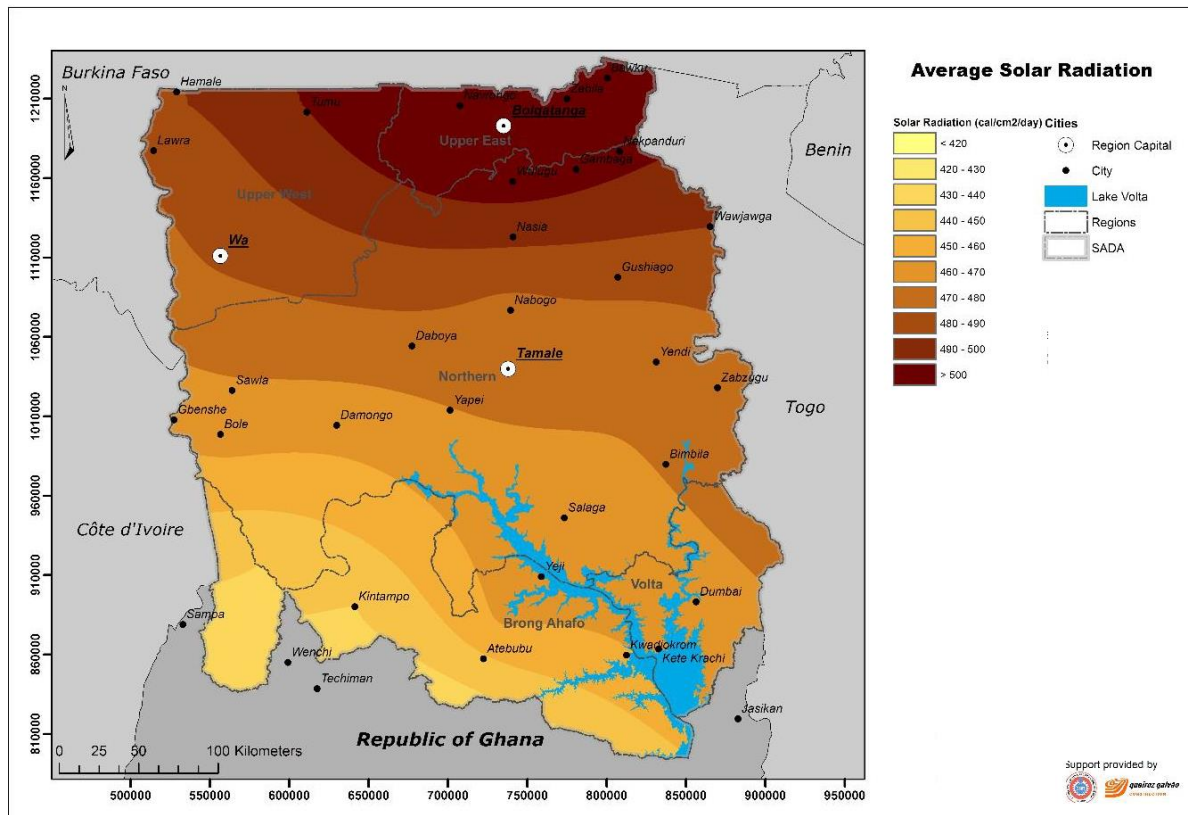 Average Solar Radiation
Solar Radiation (cal/cm2/day)
< 420
420 - 430
430 - 440
440 - 450
450 - 460
460 - 470
470 - 480
480 - 490
490 - 500
> 500
Cities
Region Capital
City
Lake Volta
Regions
SADA
Burkina Faso
Hamale
Tumu
Navrongo
Zebila
Bawku
Bolgatanga
Upper East
Lawra
Nakpanduri
Gambaga
Walugu
Benin
Upper West
Wawjawga
Nasia
Wa
Gushiago
Nabogo
Daboya
Tamale
Yendi
Northern
Zabzugu
Sawla
Togo
Yapei
Gbenshe
Damongo
Bole
Bimbila
Salaga
Côte d'Ivoire
Yeji
Volta
Dumbai
Kintampo
Sampa
Brong Ahafo
Atebubu
Kwadjokrom
Kete Krachi
Wenchi
Techiman
Jasikan
Republic of Ghana
N
0 25 50 100 Kilometers
1210000
1160000
1110000
1060000
1010000
960000
910000
860000
810000
500000 550000 600000 650000 700000 750000 800000 850000 900000 950000
Support provided by
queiroz galvão